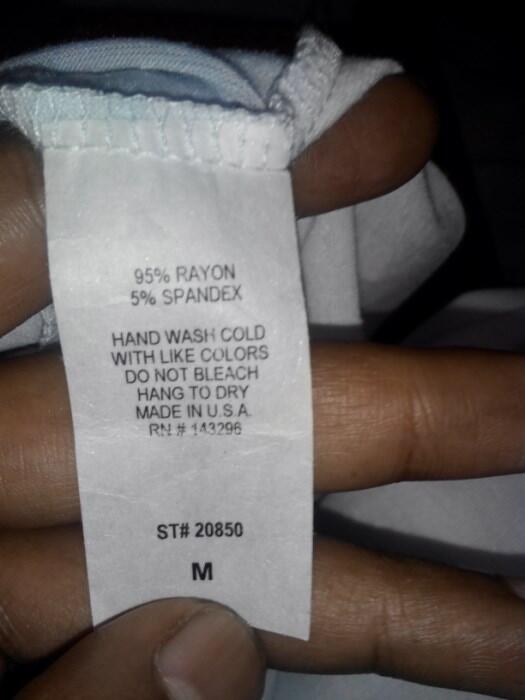 95% RAYON
5% SPANDEX
HAND WASH COLD
WITH LIKE COLORS
DO NOT BLEACH
HANG TO DRY
MADE IN U.S.A.
RN # 143296
ST# 20850
M